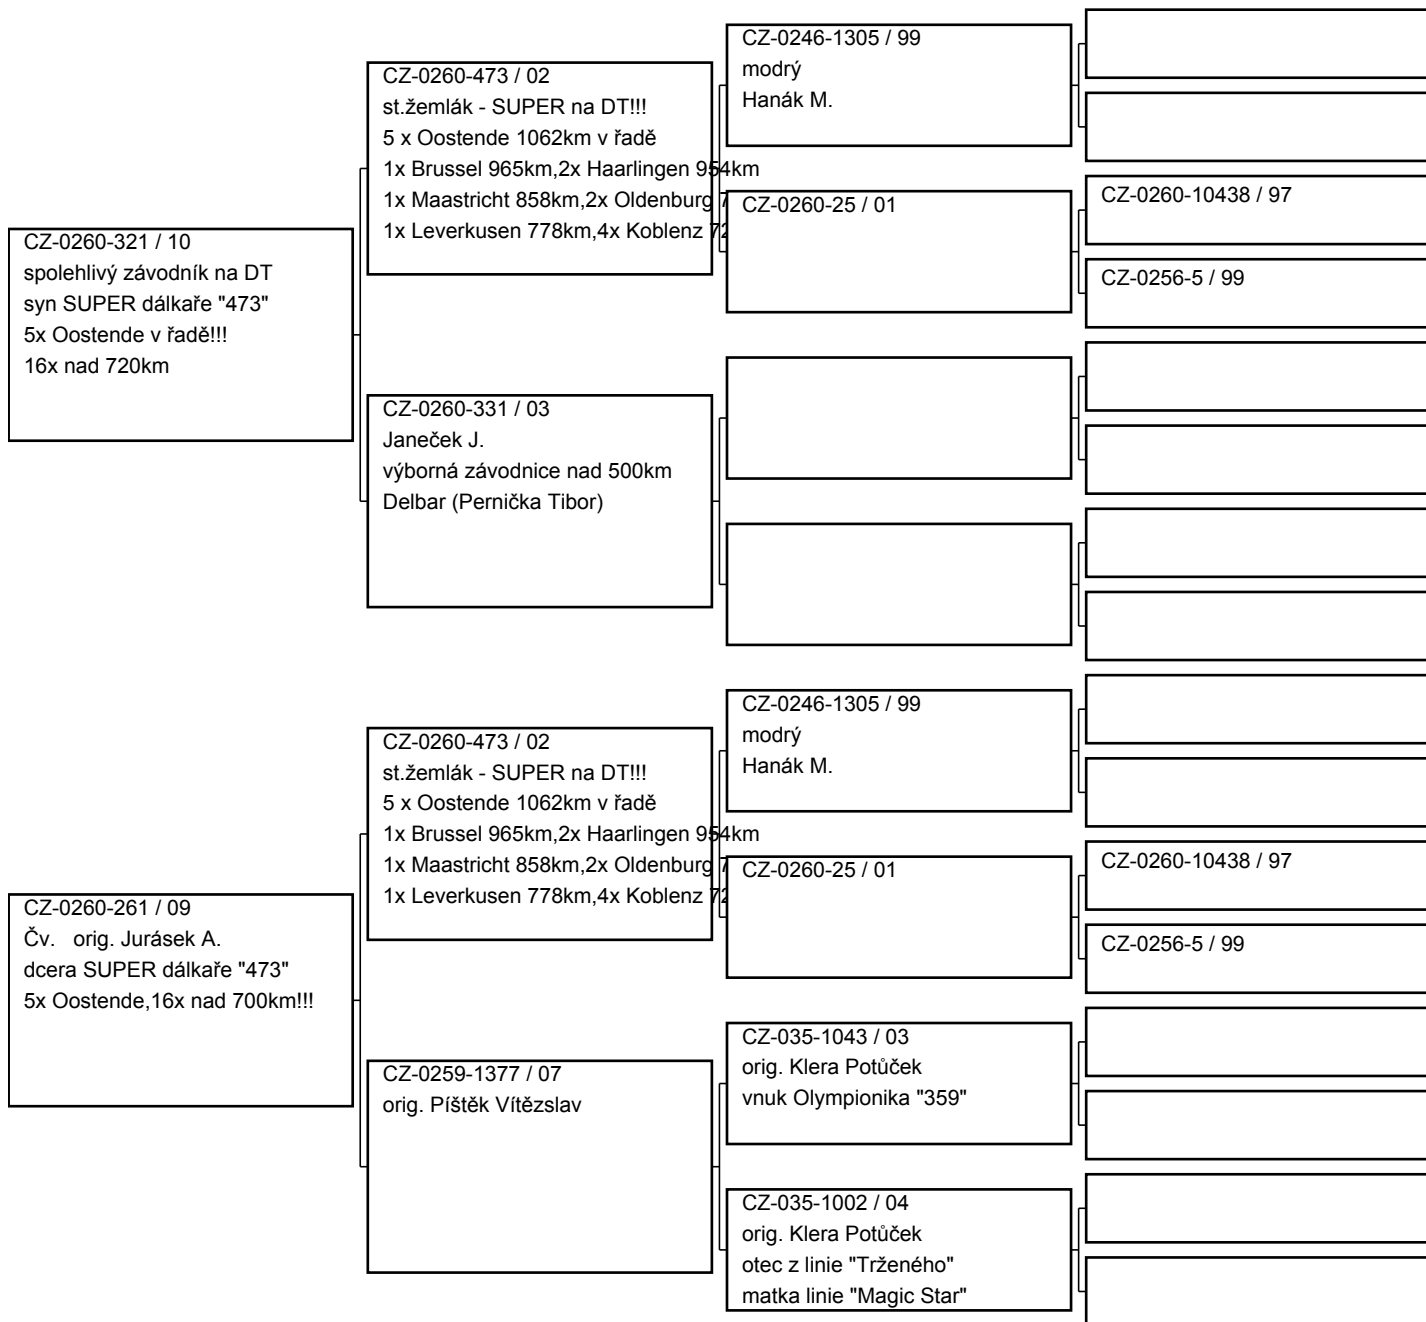 CZ-0260-321 / 10
spolehlivý závodník na DT
syn SUPER dálkaře "473"
5x Oostende v řadě!!!
16x nad 720km
CZ-0260-473 / 02
st.žemlák - SUPER na DT!!!
5 x Oostende 1062km v řadě
1x Brussel 965km,2x Haarlingen 954km
1x Maastricht 858km,2x Oldenburg
1x Leverkusen 778km,4x Koblenz
CZ-0260-331 / 03
Janeček J.
výborná závodnice nad 500km
Delbar (Pernička Tibor)
CZ-0246-1305 / 99
modrý
Hanák M.
CZ-0260-25 / 01
CZ-0260-10438 / 97
CZ-0256-5 / 99
CZ-0260-261 / 09
Čv. orig. Jurásek A.
dcera SUPER dálkaře "473"
5x Oostende,16x nad 700km!!!
CZ-0260-473 / 02
st.žemlák - SUPER na DT!!!
5 x Oostende 1062km v řadě
1x Brussel 965km,2x Haarlingen 954km
1x Maastricht 858km,2x Oldenburg
1x Leverkusen 778km,4x Koblenz
CZ-0259-1377 / 07
orig. Píštěk Vítězslav
CZ-0246-1305 / 99
modrý
Hanák M.
CZ-0260-25 / 01
CZ-035-1043 / 03
orig. Klera Potůček
vnuk Olympionika "359"
CZ-035-1002 / 04
orig. Klera Potůček
otec z linie "Trženého"
matka linie "Magic Star"
CZ-0260-10438 / 97
CZ-0256-5 / 99